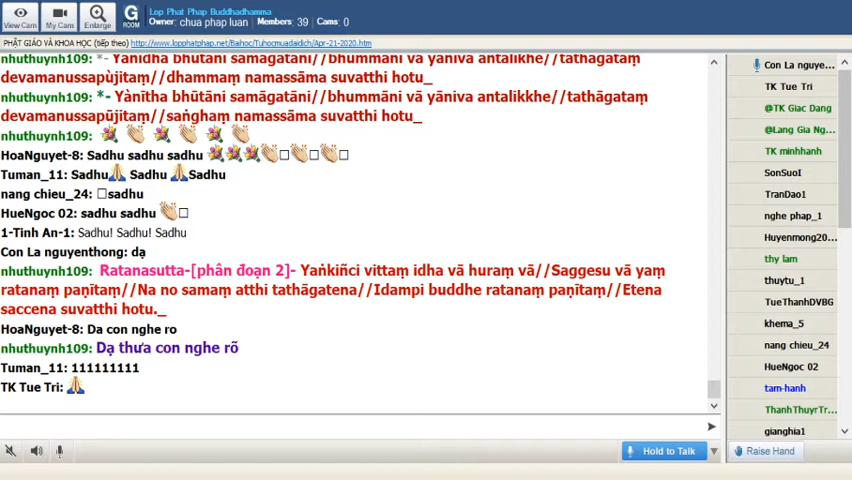 Lop Phat Phap Buddhadhamma
Owner: chua phap luan Members: 39 Cams: 0
View Cam My Cam Enlarge G ROOM
PHẬT GIÁO VÀ KHOA HỌC (tiếp theo) http://www.lopphatphap.net/Baihoc/Tuhocmuadaidich/Apr-21-2020.htm
nhuthuynh109: *- Yànīdha bhūtāni samāgatāni//bhummāni vā yāniva antalikkhe//tathāgataṃ
devamanussapùjitaṃ//dhammaṃ namassāma suvatthi hotu_
nhuthuynh109: *- Yànītha bhūtāni samāgatāni//bhummāni vā yāniva antalikkhe//tathāgataṃ
devamanussapūjitaṃ//saṅghaṃ namassāma suvatthi hotu_
nhuthuynh109: 💐 👏 💐 👏 💐 👏
HoaNguyet-8: Sadhu sadhu sadhu 💐💐💐👏□👏□👏□
Tuman_11: Sadhu🙏 Sadhu 🙏Sadhu
nang chieu_24: □sadhu
HueNgoc 02: sadhu sadhu 👏□
1-Tinh An-1: Sadhu! Sadhu! Sadhu
Con La nguyenthong: dạ
nhuthuynh109: Ratanasutta-[phân đoạn 2]- Yaṅkiñci vittaṃ idha vā huraṃ vā//Saggesu vā yaṃ
ratanaṃ paṇītaṃ//Na no samaṃ atthi tathāgatena//Idampi buddhe ratanaṃ paṇītaṃ//Etena
saccena suvatthi hotu._
HoaNguyet-8: Da con nghe ro
nhuthuynh109: Dạ thưa con nghe rõ
Tuman_11: 111111111
TK Tue Tri: 🙏
Con La nguye...
TK Tue Tri
@TK Giac Dang
@Lang Gia Ng...
TK minhhanh
SonSuoI
TranDao1
nghe phap_1
Huyenmong20...
thy lam
thuytu_1
TueThanhDVBG
khema_5
nang chieu_24
HueNgoc 02
tam-hanh
ThanhThuyrTr...
gianghia1
Hold to Talk
Raise Hand